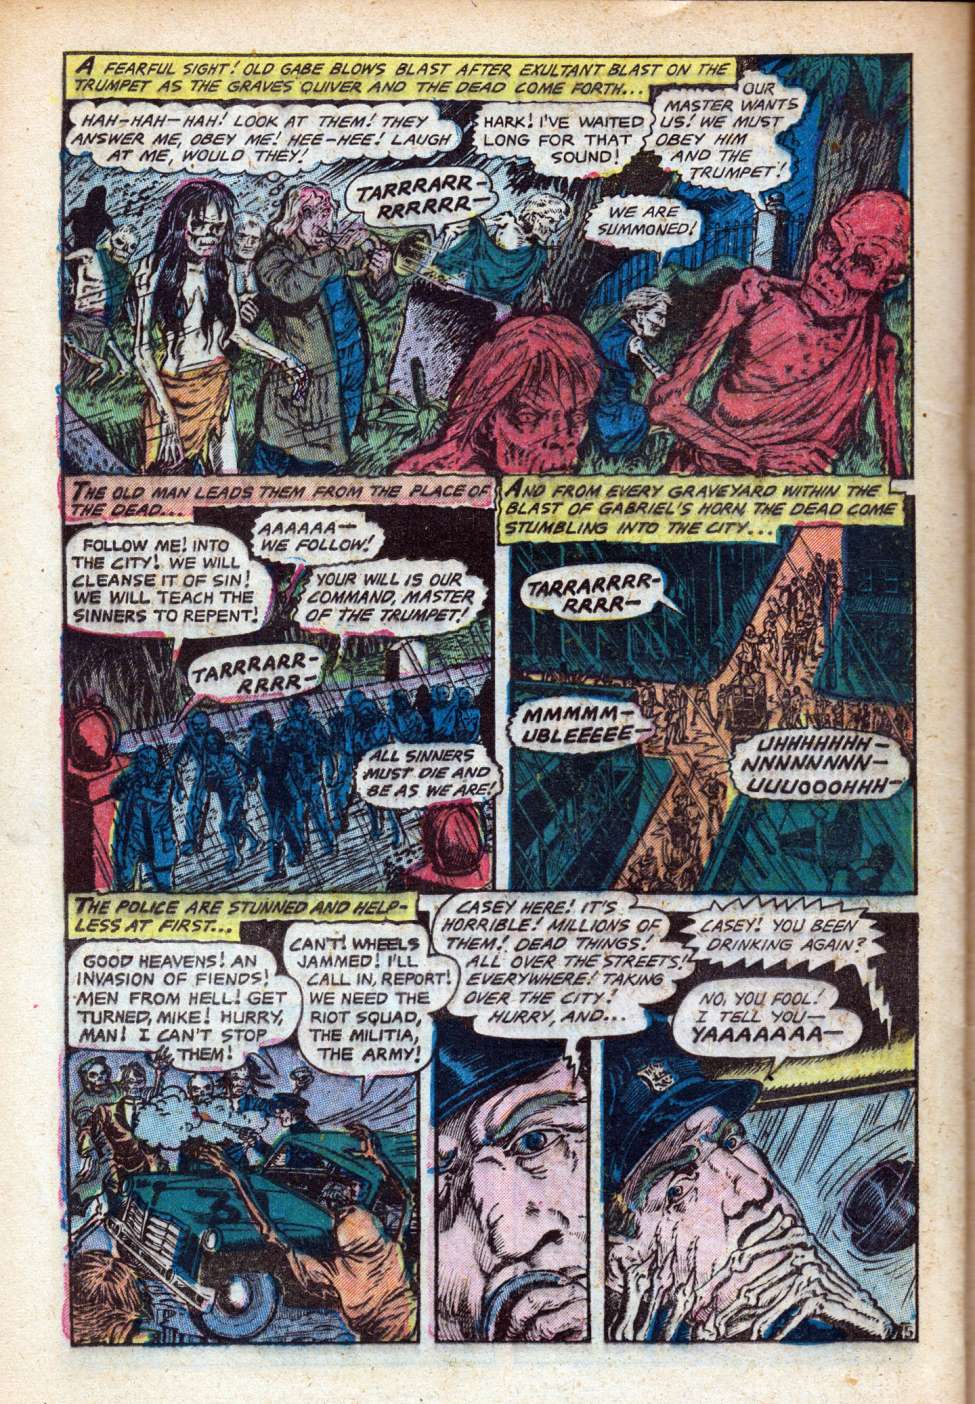 A FEARFUL SIGHT! OLD GABE BLOWS BLAST AFTER EXULTANT BLAST ON THE
TRUMPET AS THE GRAVES QUIVER AND THE DEAD COME FORTH...
HAH-HAH-HAH! LOOK AT THEM! THEY
ANSWER ME, OBEY ME! HEE-HEE! LAUGH
AT ME, WOULD THEY!
TARRRARR-
RRRRRR-
HARK! I'VE WAITED
LONG FOR THAT
SOUND!
WE ARE
SUMMONED!
OUR
MASTER WANTS
US! WE MUST
OBEY HIM
AND THE
TRUMPET!
THE OLD MAN LEADS THEM FROM THE PLACE OF
THE DEAD...
FOLLOW ME! INTO
THE CITY! WE WILL
CLEANSE IT OF SIN!
WE WILL TEACH THE
SINNERS TO REPENT!
AAAAAA-
WE FOLLOW!
YOUR WILL IS OUR
COMMAND, MASTER
OF THE TRUMPET!
TARRRARR-
RRRR-
ALL SINNERS
MUST DIE AND
BE AS WE ARE!
AND FROM EVERY GRAVEYARD WITHIN THE
BLAST OF GABRIEL'S HORN, THE DEAD COME
STUMBLING INTO THE CITY...
TARRARRRR-
RRRR-
MMMMM-
UBLEEEEE-
UHHHHHHH-
NNNNNNNNN-
UUUOOOHHH-
THE POLICE ARE STUNNED AND HELP-
LESS AT FIRST...
GOOD HEAVENS! AN
INVASION OF FIENDS!
MEN FROM HELL! GET
TURNED, MIKE! HURRY,
MAN! I CAN'T STOP
THEM!
CAN'T! WHEELS
JAMMED! I'LL
CALL IN, REPORT!
WE NEED THE
RIOT SQUAD,
THE MILITIA,
THE ARMY!
3
CASEY HERE! IT'S
HORRIBLE! MILLIONS OF
THEM! DEAD THINGS!
ALL OVER THE STREETS!
EVERYWHERE! TAKING
OVER THE CITY!
HURRY, AND...
CASEY! YOU BEEN
DRINKING AGAIN?
NO, YOU FOOL!
I TELL YOU-
YAAAAAAA-
5